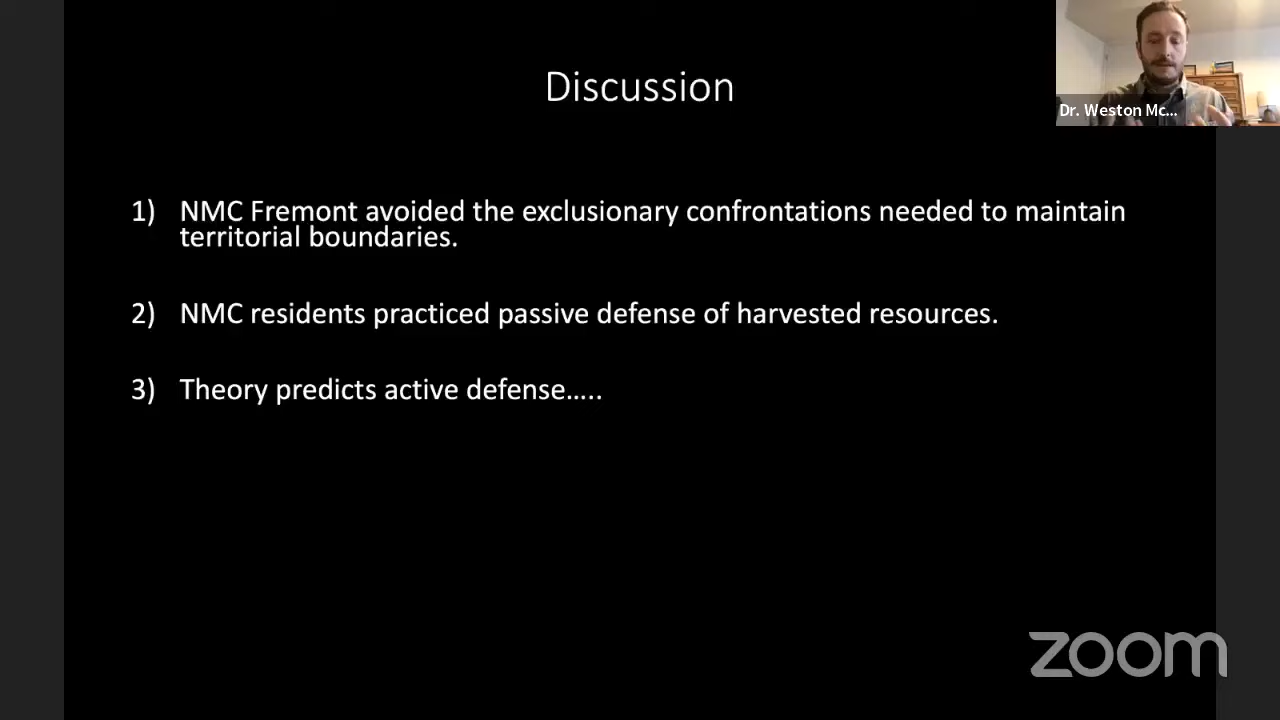 Discussion
Dr. Weston Mc...
1) NMC Fremont avoided the exclusionary confrontations needed to maintain
territorial boundaries.
2) NMC residents practiced passive defense of harvested resources.
3) Theory predicts active defense.....
zoom